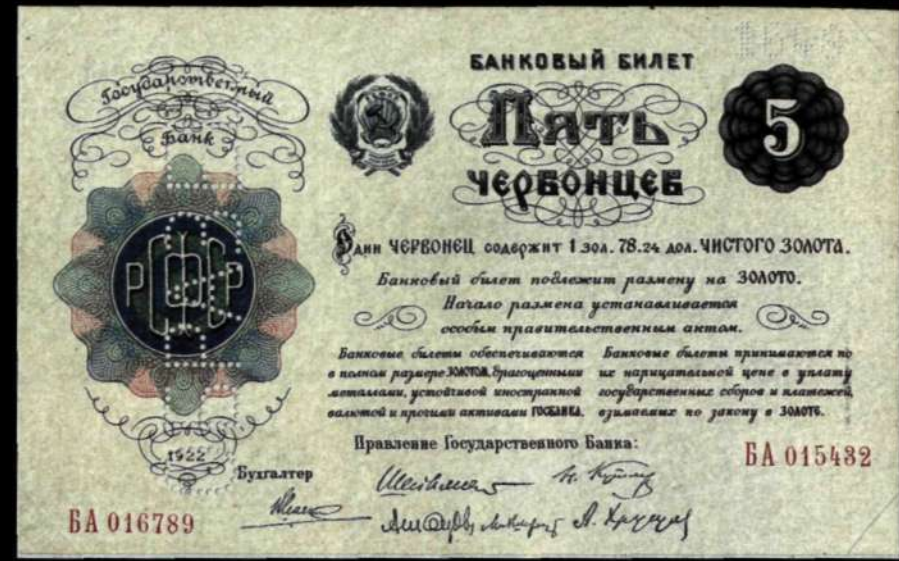 Государственный
Банк
РСФСР
1922
БАНКОВЫЙ БИЛЕТ
ПЯТЬ
ЧЕРВОНЦЕВ
5
Один ЧЕРВОНЕЦ содержит 1 зол. 78.24 дол. ЧИСТОГО ЗОЛОТА.
Банковый билет подлежит размену на ЗОЛОТО.
Начало размена устанавливается
особым правительственным актом.
Банковые билеты обеспечиваются
в полном размере ЗОЛОТОМ, драгоценными
металлами, устойчивой иностранной
валютой и прочими активами ГОСБАНКА.
Банковые билеты принимаются по
их нарицательной цене в уплату
государственных сборов и платежей,
взимаемых по закону в ЗОЛОТЕ.
Правление Государственного Банка:
Бухгалтер
БА 015432
БА 016789